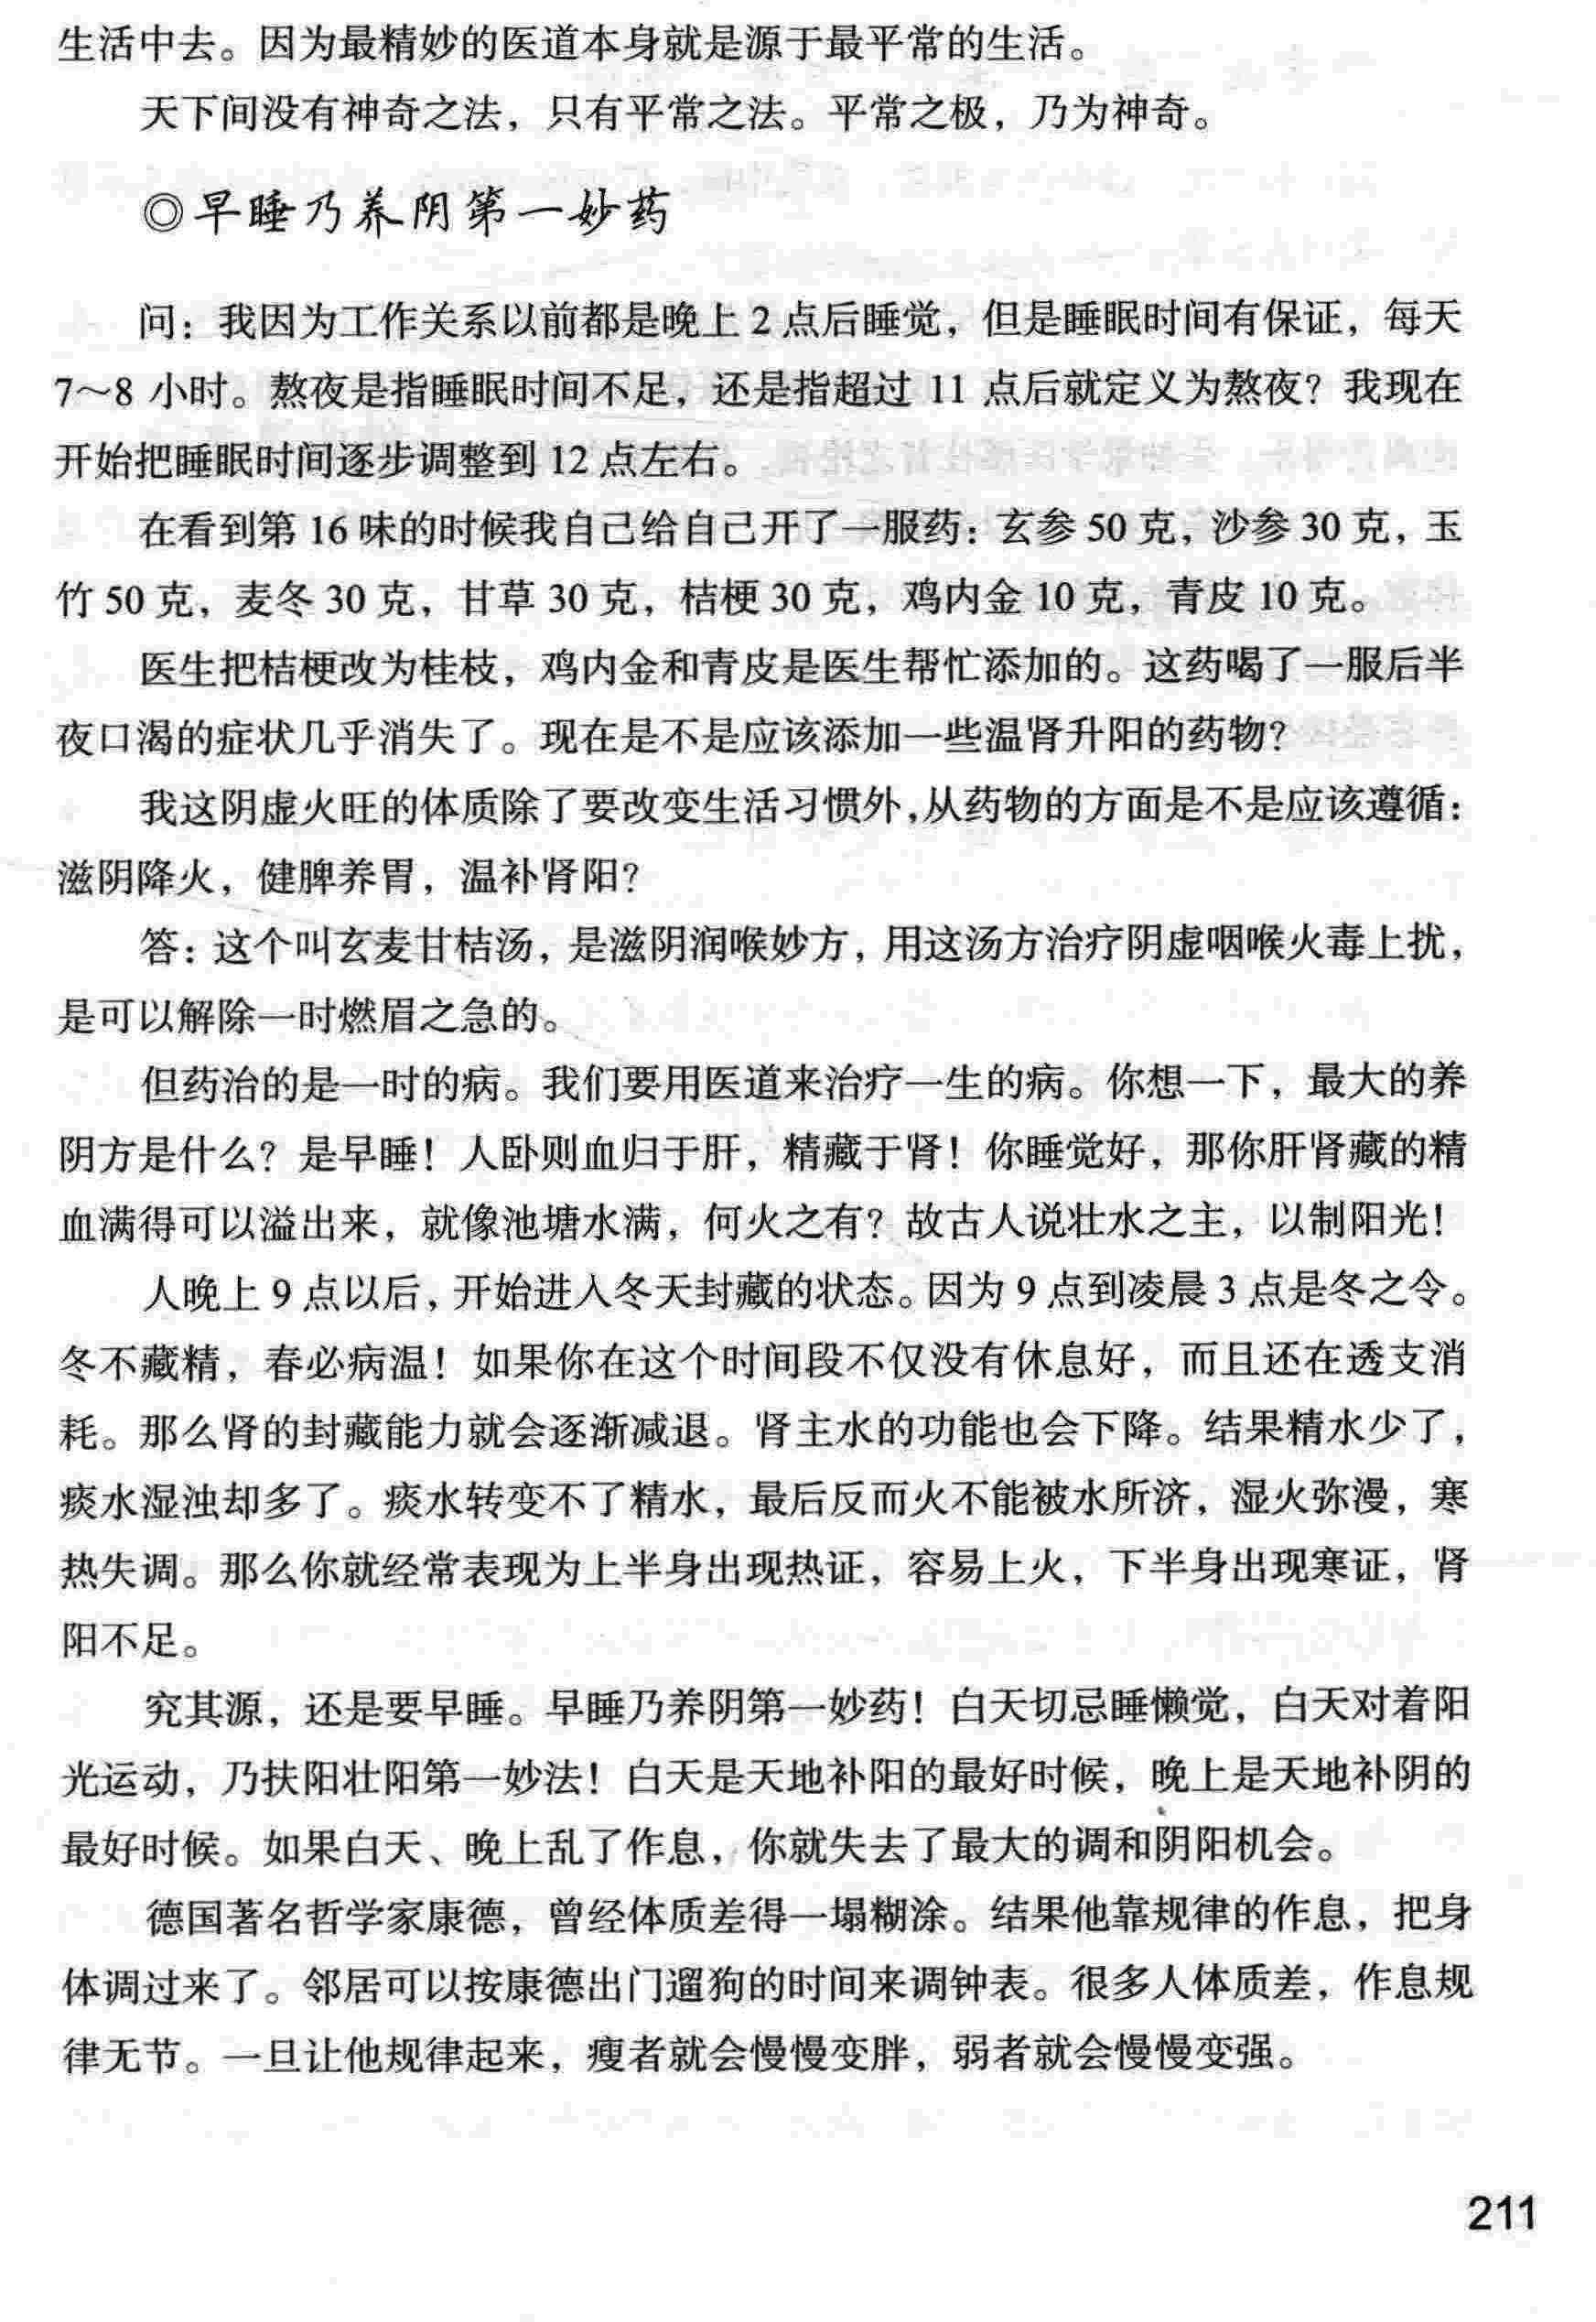 生活中去。因为最精妙的医道本身就是源于最平常的生活。
天下间没有神奇之法，只有平常之法。平常之极，乃为神奇。
◎早睡乃养阴第一妙药
问：我因为工作关系以前都是晚上 2 点后睡觉，但是睡眠时间有保证，每天
7～8 小时。熬夜是指睡眠时间不足，还是指超过 11 点后就定义为熬夜？我现在
开始把睡眠时间逐步调整到 12 点左右。
在看到第 16 味的时候我自己给自己开了一服药：玄参 50 克，沙参 30 克，玉
竹 50 克，麦冬 30 克，甘草 30 克，桔梗 30 克，鸡内金 10 克，青皮 10 克。
医生把桔梗改为桂枝，鸡内金和青皮是医生帮忙添加的。这药喝了一服后半
夜口渴的症状几乎消失了。现在是不是应该添加一些温肾升阳的药物？
我这阴虚火旺的体质除了要改变生活习惯外，从药物的方面是不是应该遵循：
滋阴降火，健脾养胃，温补肾阳？
答：这个叫玄麦甘桔汤，是滋阴润喉妙方，用这汤方治疗阴虚咽喉火毒上扰，
是可以解除一时燃眉之急的。
但药治的是一时的病。我们要用医道来治疗一生的病。你想一下，最大的养
阴方是什么？是早睡！人卧则血归于肝，精藏于肾！你睡觉好，那你肝肾藏的精
血满得可以溢出来，就像池塘水满，何火之有？故古人说壮水之主，以制阳光！
人晚上 9 点以后，开始进入冬天封藏的状态。因为 9 点到凌晨 3 点是冬之令。
冬不藏精，春必病温！如果你在这个时间段不仅没有休息好，而且还在透支消
耗。那么肾的封藏能力就会逐渐减退。肾主水的功能也会下降。结果精水少了，
痰水湿浊却多了。痰水转变不了精水，最后反而火不能被水所济，湿火弥漫，寒
热失调。那么你就经常表现为上半身出现热证，容易上火，下半身出现寒证，肾
阳不足。
究其源，还是要早睡。早睡乃养阴第一妙药！白天切忌睡懒觉，白天对着阳
光运动，乃扶阳壮阳第一妙法！白天是天地补阳的最好时候，晚上是天地补阴的
最好时候。如果白天、晚上乱了作息，你就失去了最大的调和阴阳机会。
德国著名哲学家康德，曾经体质差得一塌糊涂。结果他靠规律的作息，把身
体调过来了。邻居可以按康德出门遛狗的时间来调钟表。很多人体质差，作息规
律无节。一旦让他规律起来，瘦者就会慢慢变胖，弱者就会慢慢变强。
211